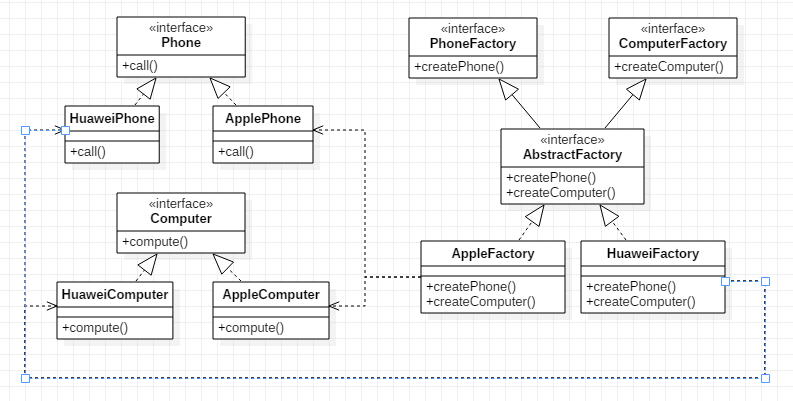 «interface»
Phone
+call()
HuaweiPhone
+call()
ApplePhone
+call()
«interface»
Computer
+compute()
HuaweiComputer
+compute()
AppleComputer
+compute()
«interface»
PhoneFactory
+createPhone()
«interface»
ComputerFactory
+createComputer()
«interface»
AbstractFactory
+createPhone()
+createComputer()
AppleFactory
+createPhone()
+createComputer()
HuaweiFactory
+createPhone()
+createComputer()